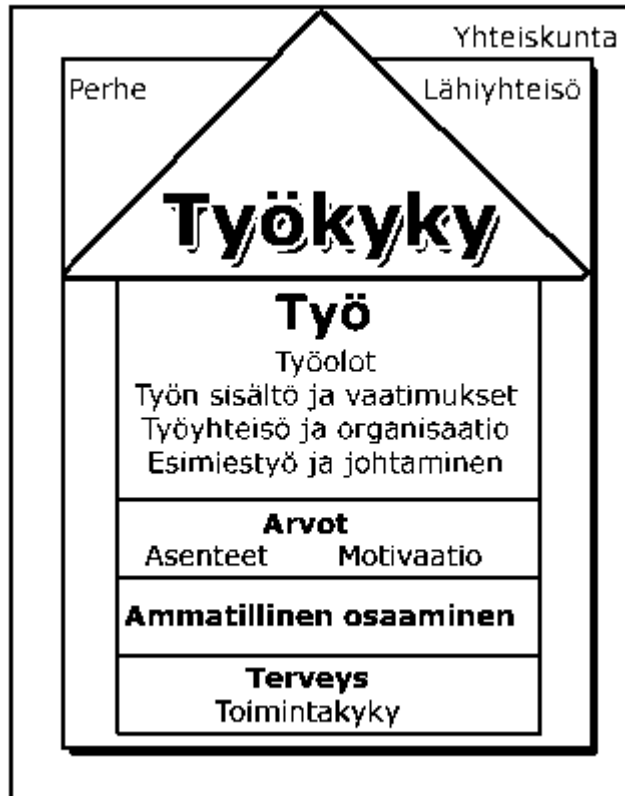 Yhteiskunta
Perhe Lähiyhteisö
Työkyky
Työ
Työolot
Työn sisältö ja vaatimukset
Työyhteisö ja organisaatio
Esimiestyö ja johtaminen
Arvot
Asenteet Motivaatio
Ammatillinen osaaminen
Terveys
Toimintakyky